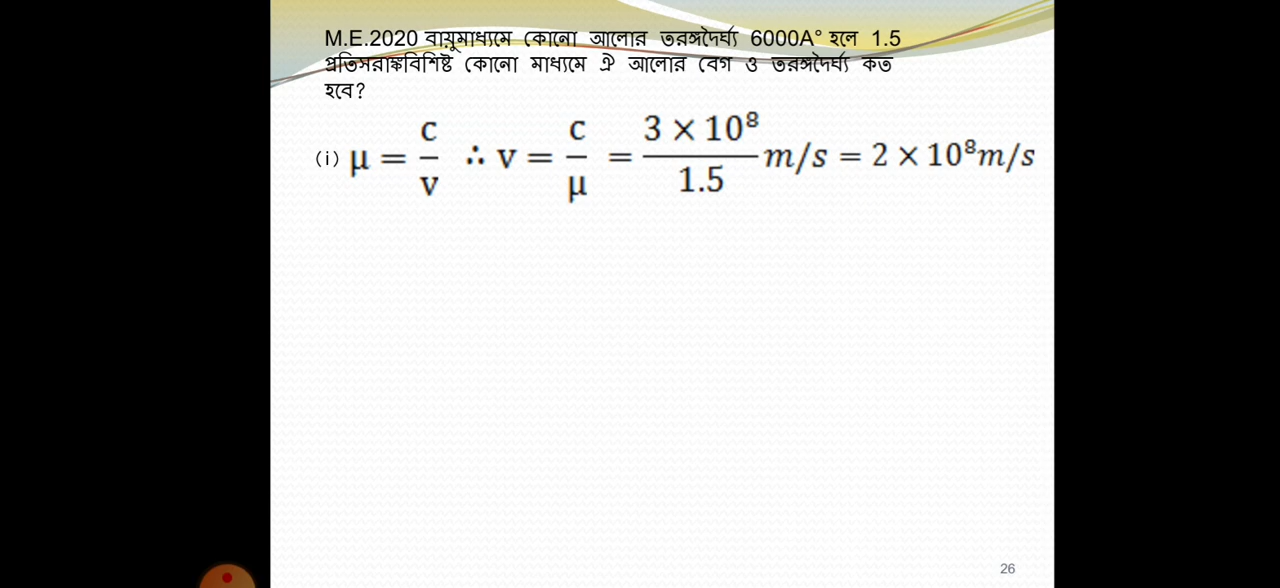 M.E.2020 বায়ুমাধ্যমে কোনো আলোর তরঙ্গদৈর্ঘ্য 6000A° হলে 1.5
প্রতিসরাঙ্কবিশিষ্ট কোনো মাধ্যমে ঐ আলোর বেগ ও তরঙ্গদৈর্ঘ্য কত
হবে?
(i) μ = c/v ∴ v = c/μ = (3 × 10⁸)/1.5 m/s = 2 × 10⁸m/s
26